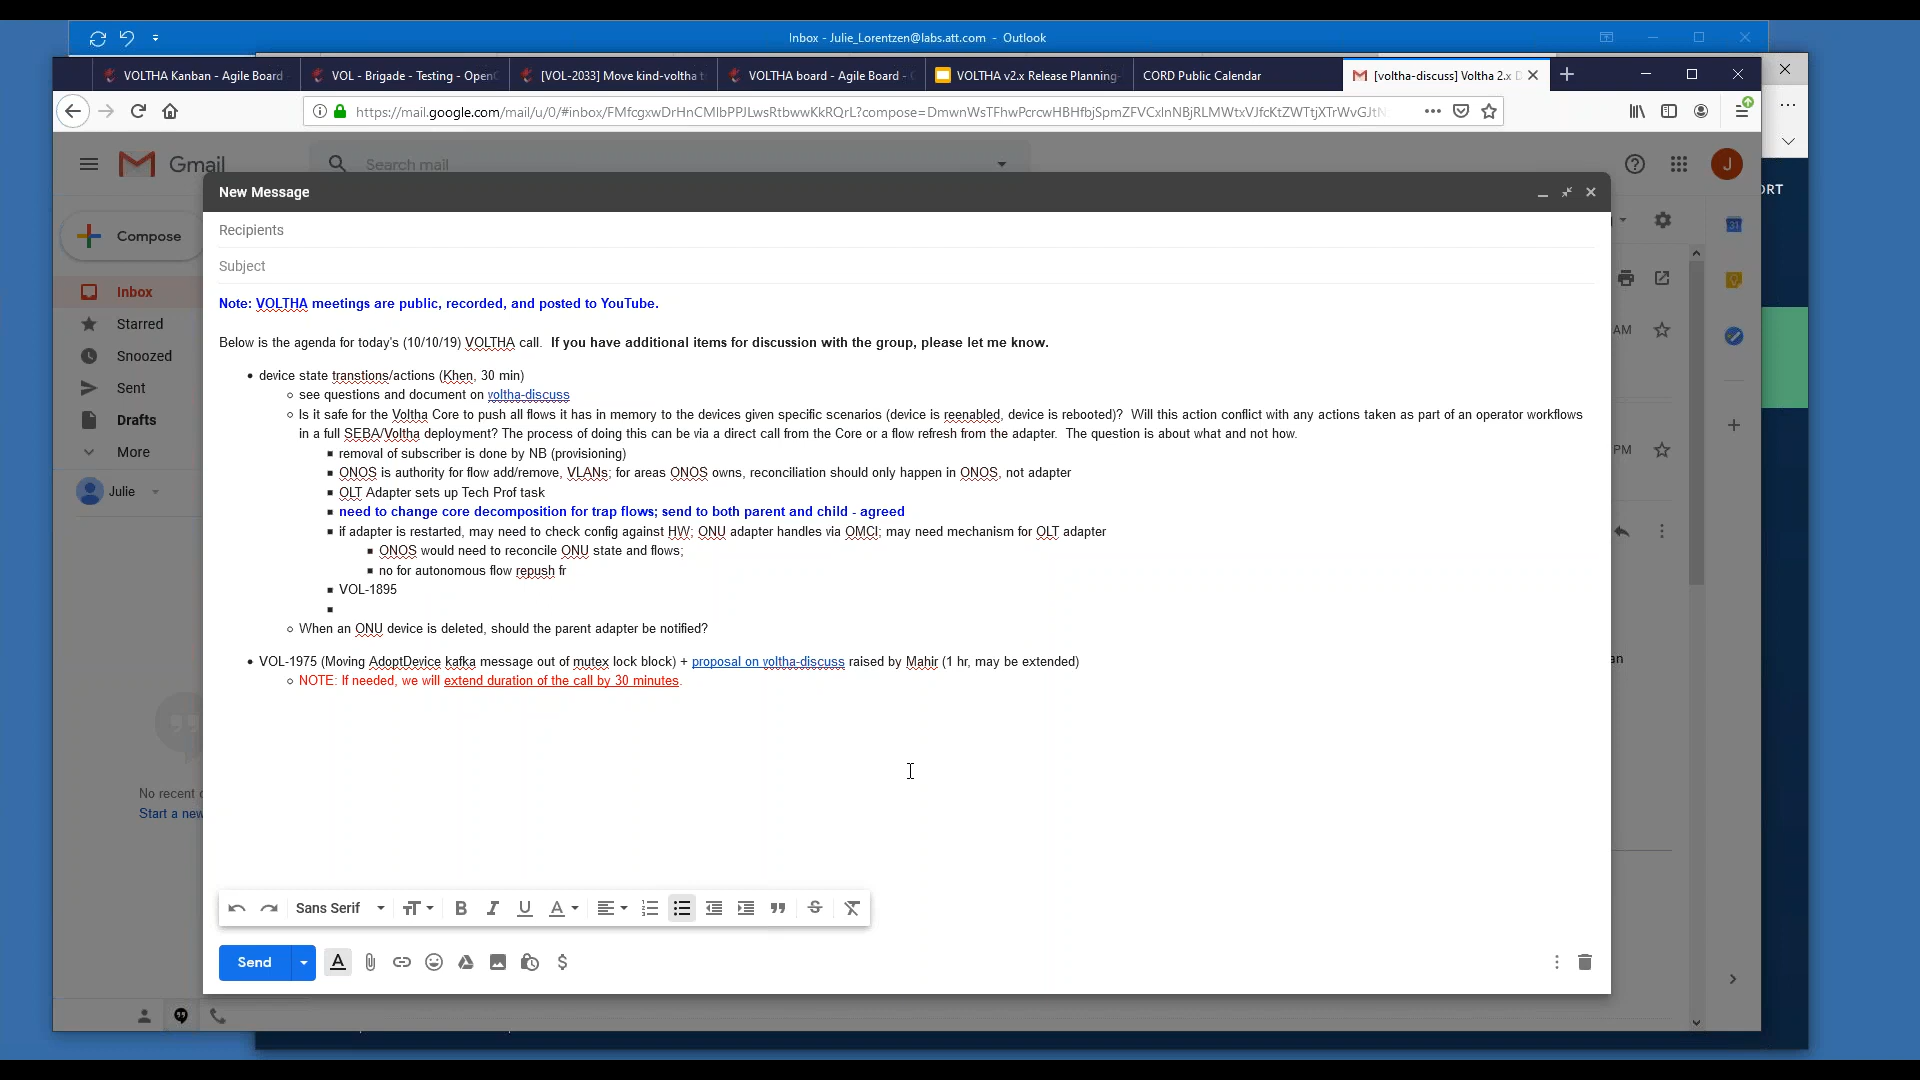 Inbox - Julie_Lorentzen@labs.att.com - Outlook
VOLTHA Kanban - Agile Board
VOL - Brigade - Testing - Open
[VOL-2033] Move kind-voltha t
VOLTHA board - Agile Board -
VOLTHA v2.x Release Planning
CORD Public Calendar
[voltha-discuss] Voltha 2.x
Gmail
Search mail
Compose
Inbox
Starred
Snoozed
Sent
Drafts
More
Julie
No recent
Start a new
J
ORT
AM
PM
an
New Message
Recipients
Subject
Note: VOLTHA meetings are public, recorded, and posted to YouTube.
Below is the agenda for today's (10/10/19) VOLTHA call. If you have additional items for discussion with the group, please let me know.
• device state transtions/actions (Khen, 30 min)
○ see questions and document on voltha-discuss
○ Is it safe for the Voltha Core to push all flows it has in memory to the devices given specific scenarios (device is reenabled, device is rebooted)? Will this action conflict with any actions taken as part of an operator workflows
in a full SEBA/Voltha deployment? The process of doing this can be via a direct call from the Core or a flow refresh from the adapter. The question is about what and not how.
▪ removal of subscriber is done by NB (provisioning)
▪ ONOS is authority for flow add/remove, VLANs; for areas ONOS owns, reconciliation should only happen in ONOS, not adapter
▪ OLT Adapter sets up Tech Prof task
▪ need to change core decomposition for trap flows; send to both parent and child - agreed
▪ if adapter is restarted, may need to check config against HW; ONU adapter handles via OMCI; may need mechanism for OLT adapter
▪ ONOS would need to reconcile ONU state and flows;
▪ no for autonomous flow repush fr
▪ VOL-1895
▪
○ When an ONU device is deleted, should the parent adapter be notified?
• VOL-1975 (Moving AdoptDevice kafka message out of mutex lock block) + proposal on voltha-discuss raised by Mahir (1 hr, may be extended)
○ NOTE: If needed, we will extend duration of the call by 30 minutes.
Sans Serif
Send